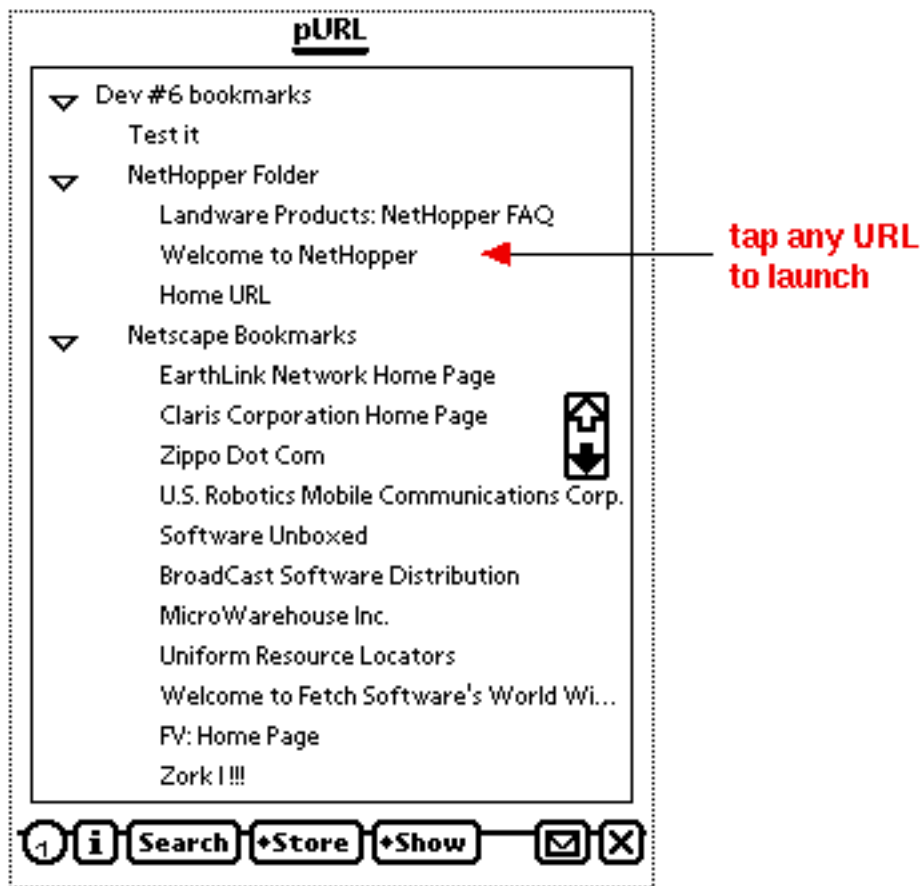 pURL
Dev #6 bookmarks
Test it
NetHopper Folder
Landware Products: NetHopper FAQ
Welcome to NetHopper
Home URL
tap any URL
to launch
Netscape Bookmarks
EarthLink Network Home Page
Claris Corporation Home Page
Zippo Dot Com
U.S. Robotics Mobile Communications Corp.
Software Unboxed
BroadCast Software Distribution
MicroWarehouse Inc.
Uniform Resource Locators
Welcome to Fetch Software's World Wi...
FV: Home Page
Zork I !!!
i Search ♦Store ♦Show